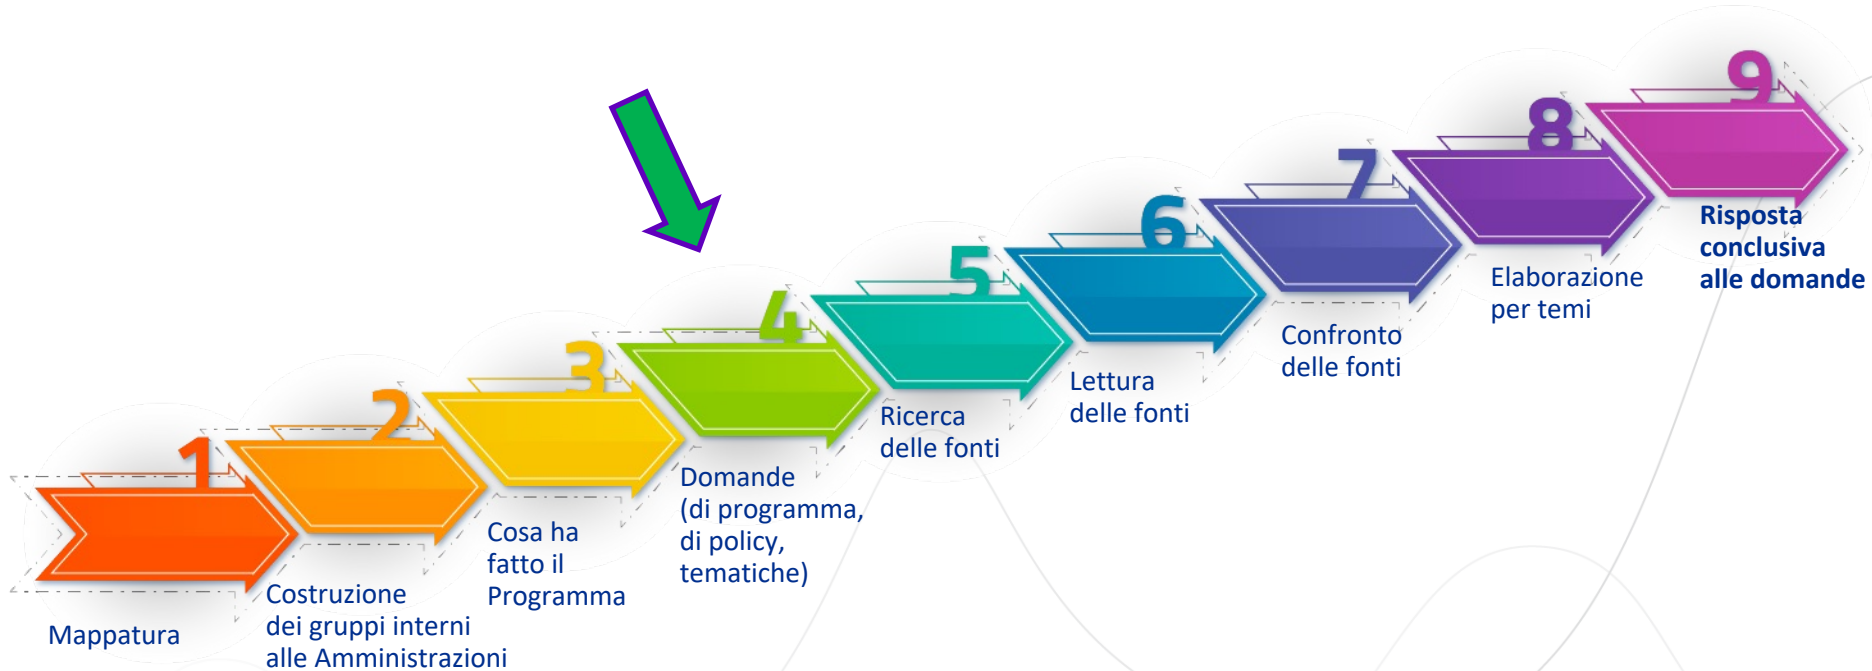 1
Mappatura
2
Costruzione
dei gruppi interni
alle Amministrazioni
3
Cosa ha
fatto il
Programma
4
Domande
(di programma,
di policy,
tematiche)
5
Ricerca
delle fonti
6
Lettura
delle fonti
7
Confronto
delle fonti
8
Elaborazione
per temi
9
Risposta
conclusiva
alle domande